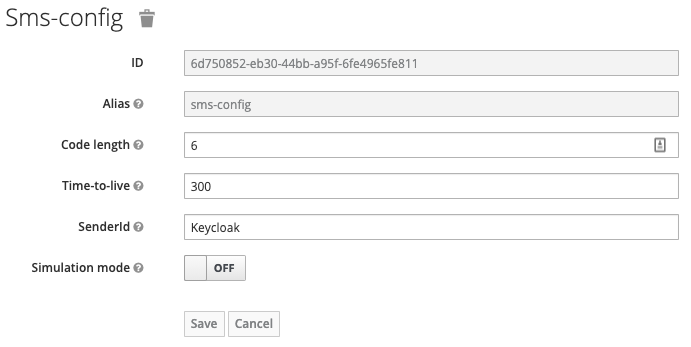 Sms-config
ID 6d750852-eb30-44bb-a95f-6fe4965fe811
Alias sms-config
Code length 6
Time-to-live 300
SenderId Keycloak
Simulation mode OFF
Save Cancel